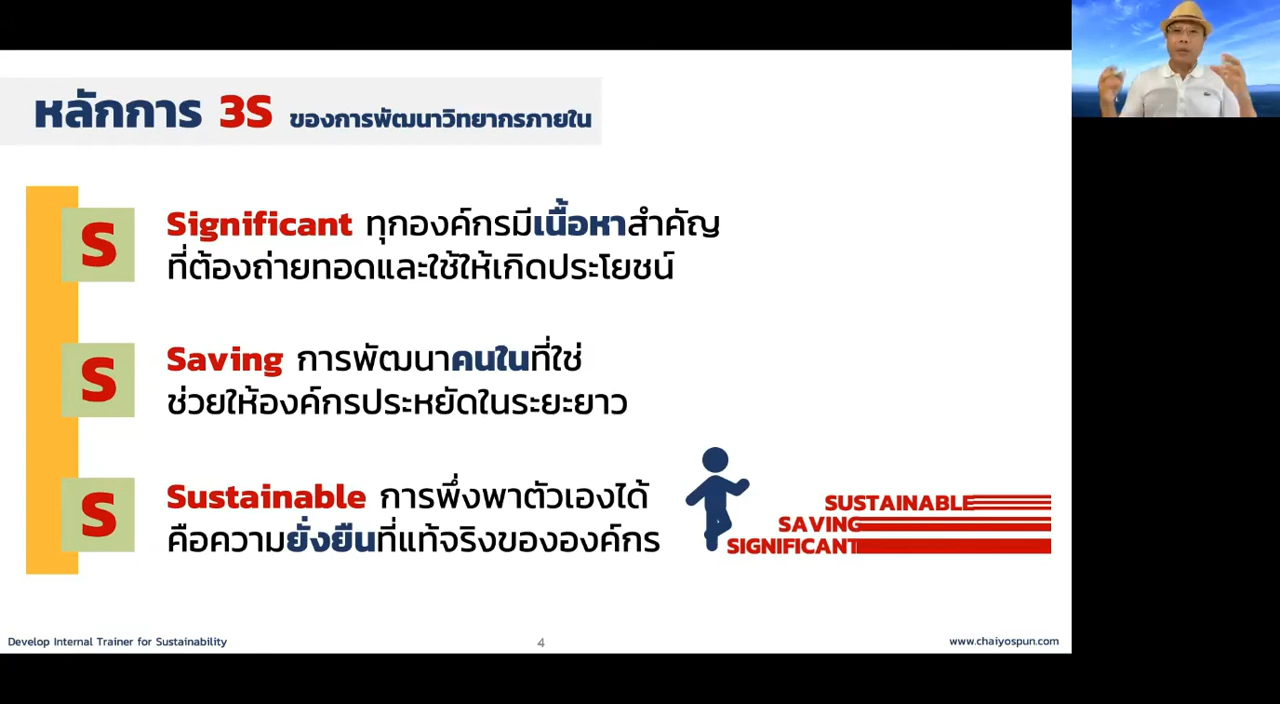 หลักการ 3S ของการพัฒนาวิทยากรภายใน
S
Significant ทุกองค์กรมีเนื้อหาสำคัญ
ที่ต้องถ่ายทอดและใช้ให้เกิดประโยชน์
S
Saving การพัฒนาคนในที่ใช่
ช่วยให้องค์กรประหยัดในระยะยาว
S
Sustainable การพึ่งพาตัวเองได้
คือความยั่งยืนที่แท้จริงขององค์กร
SUSTAINABLE
SAVING
SIGNIFICANT
Develop Internal Trainer for Sustainability
4
www.chaiyospun.com